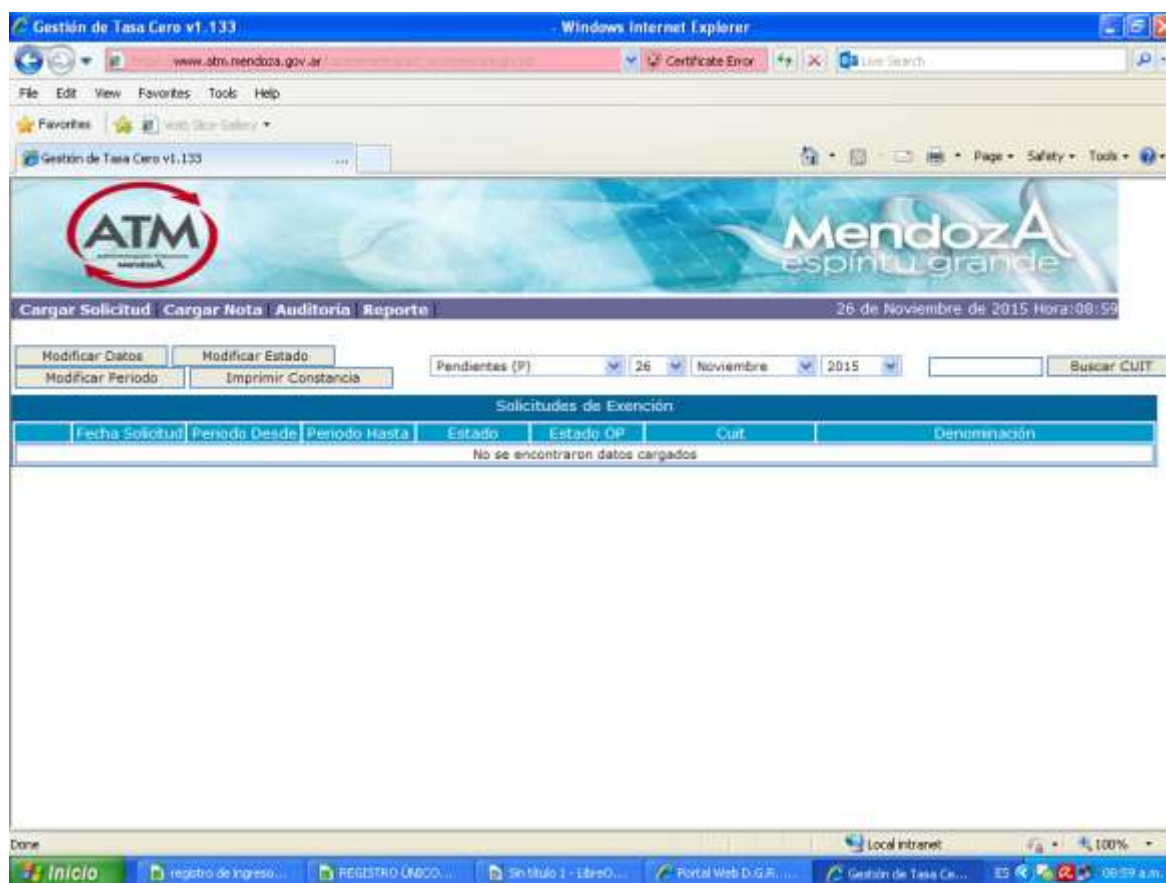 Gestión de Tasa Cero v1.133 - Windows Internet Explorer
www.atm.mendoza.gov.ar Certificate Error Live Search
File Edit View Favorites Tools Help
Favorites Web Slice Gallery
Gestión de Tasa Cero v1.133 ... Page Safety Tools
ATM
MendozA
espíritu grande
Cargar Solicitud Cargar Nota Auditoría Reporte 26 de Noviembre de 2015 Hora:08:59
Modificar Datos Modificar Estado
Modificar Periodo Imprimir Constancia
Pendientes (P) 26 Noviembre 2015 Buscar CUIT
Solicitudes de Exención
Fecha Solicitud Periodo Desde Periodo Hasta Estado Estado OP Cuit Denominación
No se encontraron datos cargados
Done Local intranet 100%
Inicio registro de ingreso... REGISTRO ÚNICO... Sin título 1 - LibreO... Portal Web D.G.R. ... Gestión de Tasa Ce... ES 08:59 a.m.